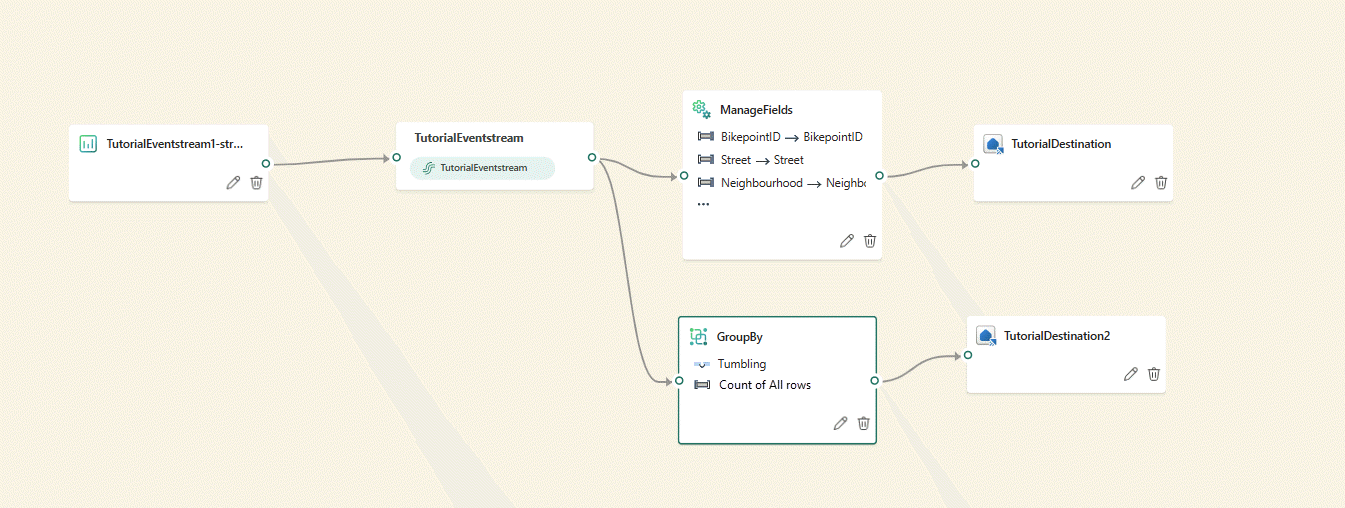 TutorialEventstream1-str...
TutorialEventstream
TutorialEventstream
ManageFields
BikepointID → BikepointID
Street → Street
Neighbourhood → Neighbo
...
TutorialDestination
GroupBy
Tumbling
Count of All rows
TutorialDestination2